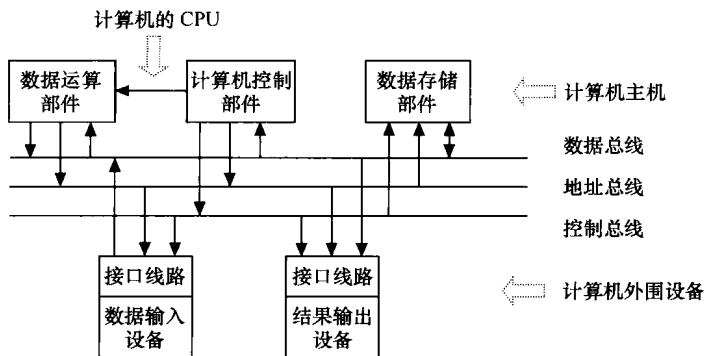 计算机的 CPU
数据运算
部件
计算机控制
部件
数据存储
部件
计算机主机
数据总线
地址总线
控制总线
接口线路
数据输入
设备
接口线路
结果输出
设备
计算机外围设备